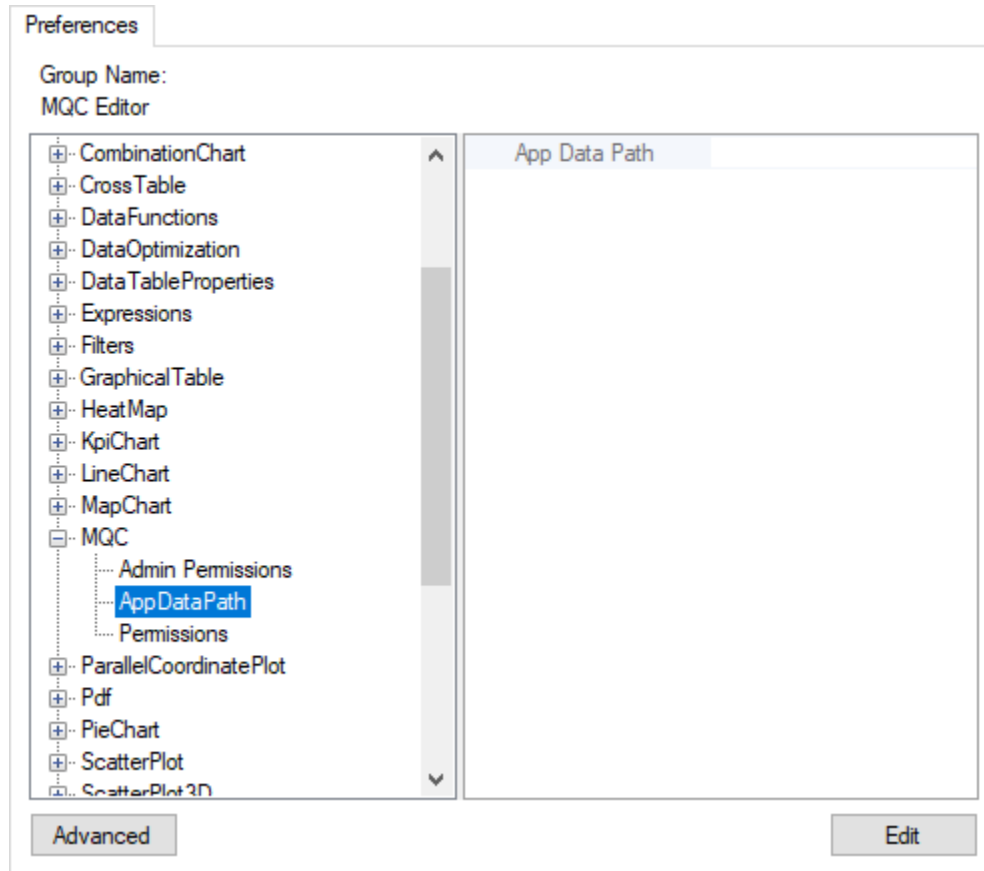 Preferences
Group Name:
MQC Editor
CombinationChart
CrossTable
DataFunctions
DataOptimization
DataTableProperties
Expressions
Filters
GraphicalTable
HeatMap
KpiChart
LineChart
MapChart
MQC
Admin Permissions
AppDataPath
Permissions
ParallelCoordinatePlot
Pdf
PieChart
ScatterPlot
ScatterPlot3D
App Data Path
Advanced
Edit